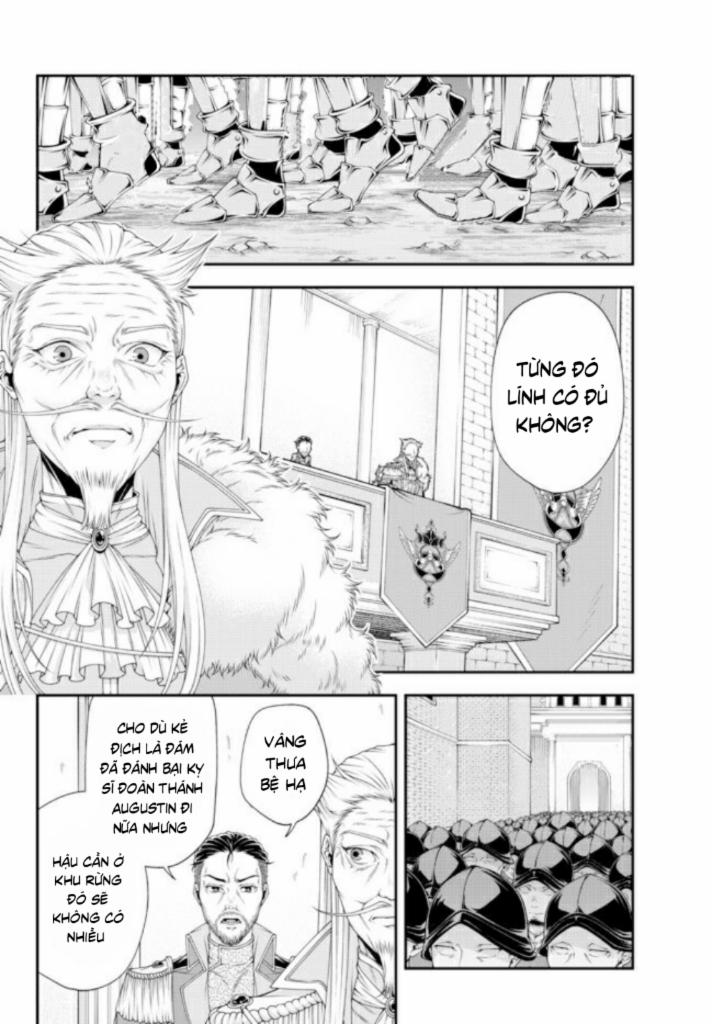 TỪNG ĐÓ
LÍNH CÓ ĐỦ
KHÔNG?
VÂNG
THƯA
BỆ HẠ
CHO DÙ KẺ
ĐỊCH LÀ ĐÁM
ĐÃ ĐÁNH BẠI KỴ
SĨ ĐOÀN THÁNH
AUGUSTIN ĐI
NỮA NHƯNG
HẬU CẦN Ở
KHU RỪNG
ĐÓ SẼ
KHÔNG CÓ
NHIỀU